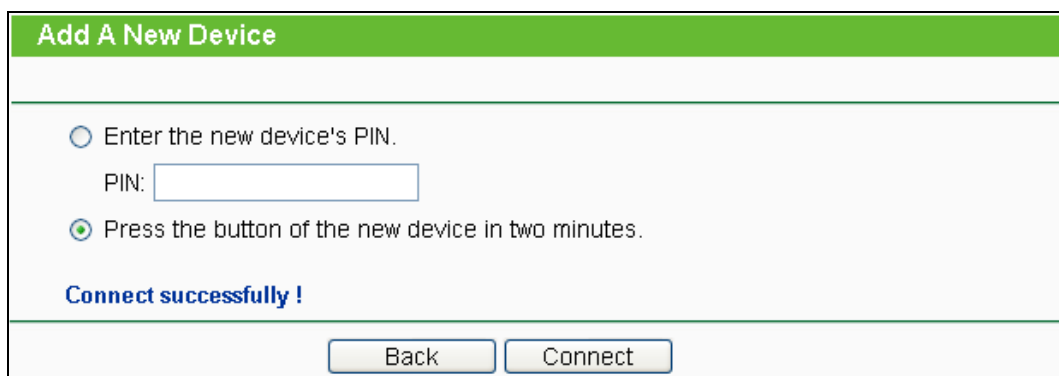 Add A New Device
Enter the new device's PIN.
PIN:
Press the button of the new device in two minutes.
Connect successfully !
Back Connect